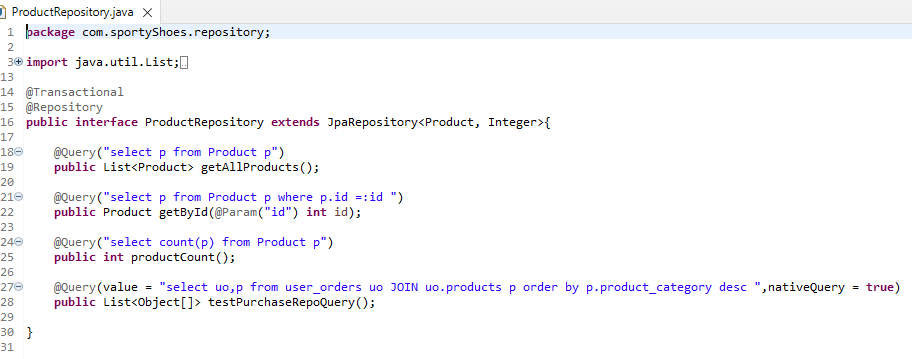 ProductRepository.java
1 package com.sportyShoes.repository;
2
3 import java.util.List;
13
14 @Transactional
15 @Repository
16 public interface ProductRepository extends JpaRepository<Product, Integer>{
17
18 @Query("select p from Product p")
19 public List<Product> getAllProducts();
20
21 @Query("select p from Product p where p.id =:id ")
22 public Product getById(@Param("id") int id);
23
24 @Query("select count(p) from Product p")
25 public int productCount();
26
27 @Query(value = "select uo,p from user_orders uo JOIN uo.products p order by p.product_category desc ",nativeQuery = true)
28 public List<Object[]> testPurchaseRepoQuery();
29
30 }
31